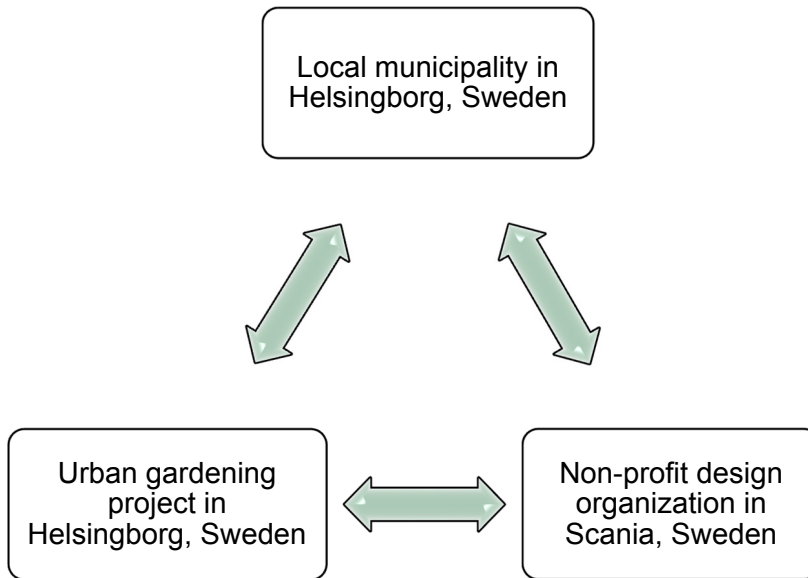 Local municipality in
Helsingborg, Sweden
Urban gardening
project in
Helsingborg, Sweden
Non-profit design
organization in
Scania, Sweden